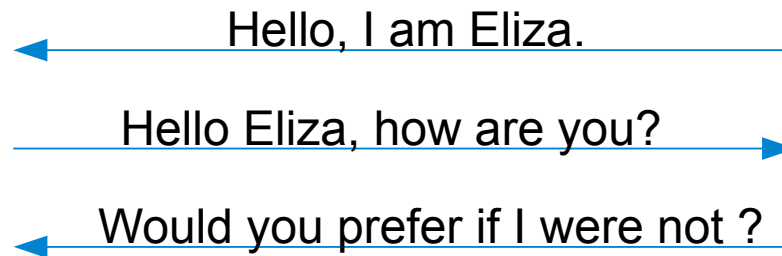 Hello, I am Eliza.
Hello Eliza, how are you?
Would you prefer if I were not ?